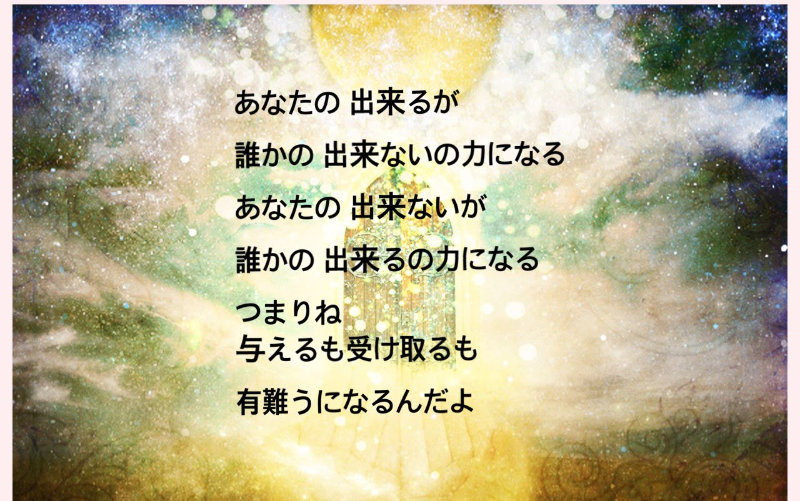 あなたの 出来るが
誰かの 出来ないの力になる
あなたの 出来ないが
誰かの 出来るの力になる
つまりね
与えるも受け取るも
有難うになるんだよ